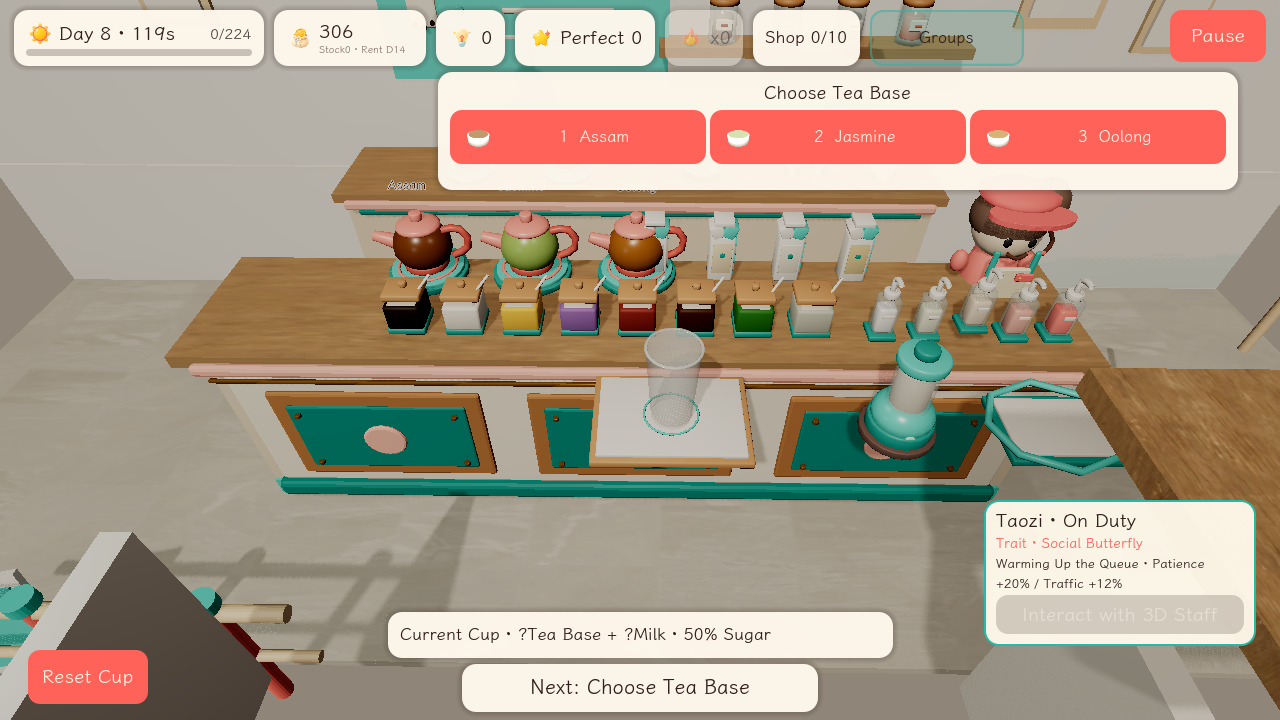 Day 8 • 119s
0/224
306
Stock0 • Rent D14
0
Perfect 0
x0
Shop 0/10
Groups
Pause
Choose Tea Base
1 Assam
2 Jasmine
3 Oolong
Assam
Taozi • On Duty
Trait • Social Butterfly
Warming Up the Queue • Patience
+20% / Traffic +12%
Interact with 3D Staff
Current Cup • ?Tea Base + ?Milk • 50% Sugar
Reset Cup
Next: Choose Tea Base